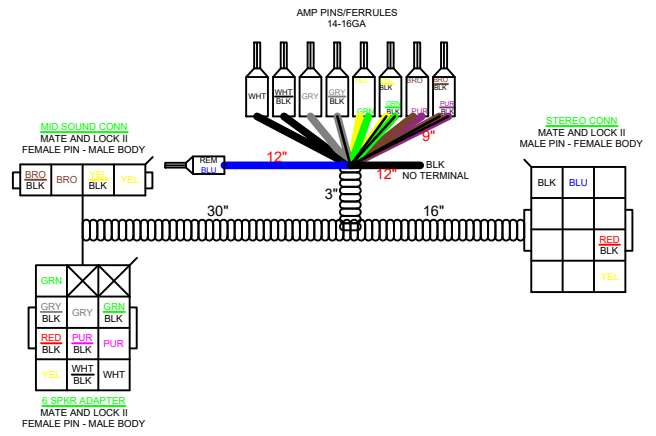 AMP PINS/FERRULES
14-16GA
WHT
WHT
BLK
GRY
GRY
BLK
YEL
GRN
YEL
BLK
GRN
BLK
BRO
PUR
BRO
BLK
PUR
BLK
9"
MID SOUND CONN
MATE AND LOCK II
FEMALE PIN - MALE BODY
BRO
BLK
BRO
YEL
BLK
YEL
REM
BLU
12"
12"
BLK
NO TERMINAL
3"
30"
16"
STEREO CONN
MATE AND LOCK II
MALE PIN - FEMALE BODY
BLK
BLU
RED
BLK
YEL
GRN
GRY
BLK
GRY
GRN
BLK
RED
BLK
PUR
BLK
PUR
YEL
WHT
BLK
WHT
6 SPKR ADAPTER
MATE AND LOCK II
FEMALE PIN - MALE BODY